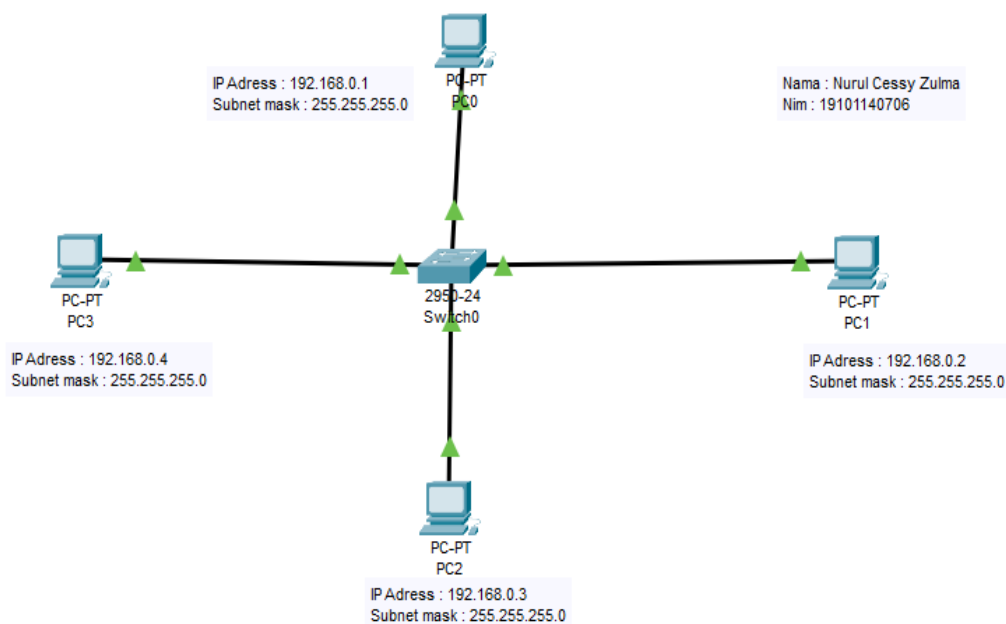 PC-PT
PC0
IP Adress : 192.168.0.1
Subnet mask : 255.255.255.0
Nama : Nurul Cessy Zulma
Nim : 19101140706
PC-PT
PC3
IP Adress : 192.168.0.4
Subnet mask : 255.255.255.0
2950-24
Switch0
PC-PT
PC1
IP Adress : 192.168.0.2
Subnet mask : 255.255.255.0
PC-PT
PC2
IP Adress : 192.168.0.3
Subnet mask : 255.255.255.0